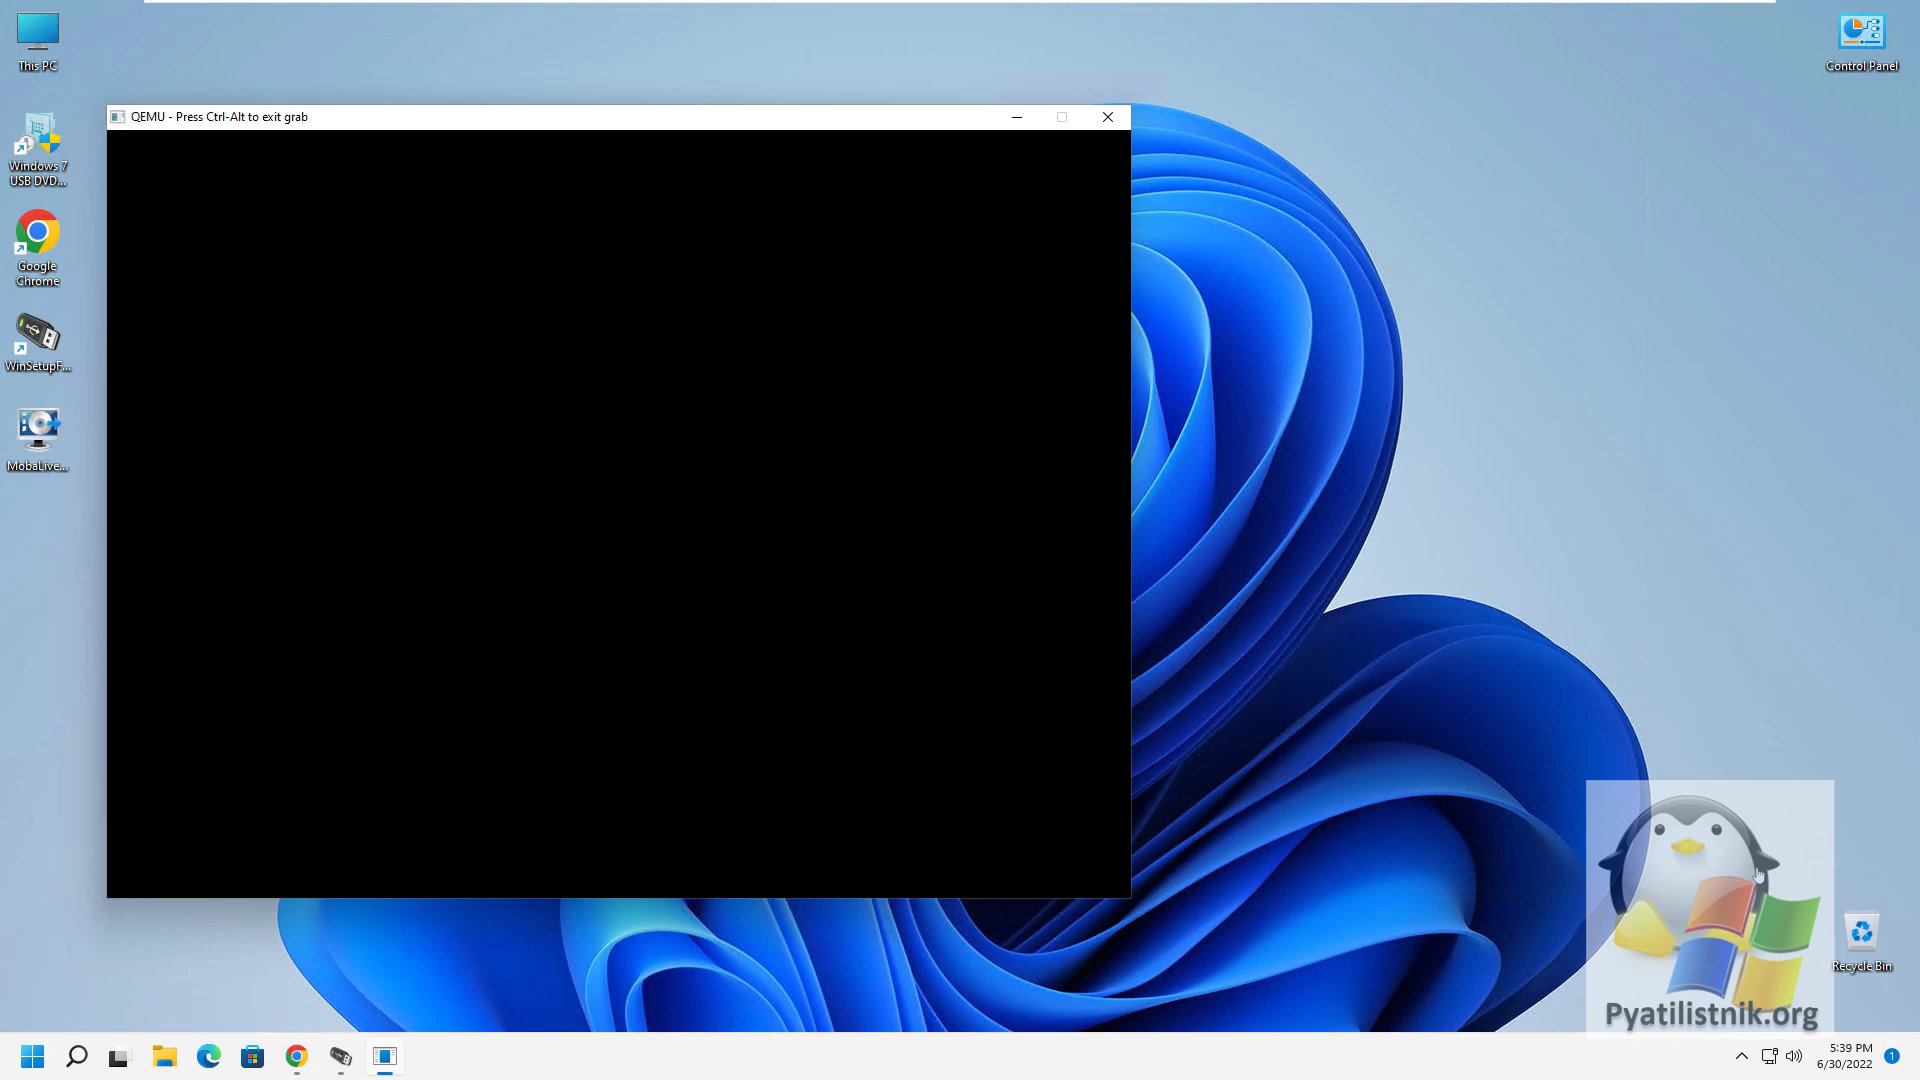 This PC
Control Panel
QEMU - Press Ctrl-Alt to exit grab
Windows 7
USB DVD...
Google
Chrome
WinSetupF...
MobaLive...
Recycle Bin
Pyatilistnik.org
5:39 PM
6/30/2022
1